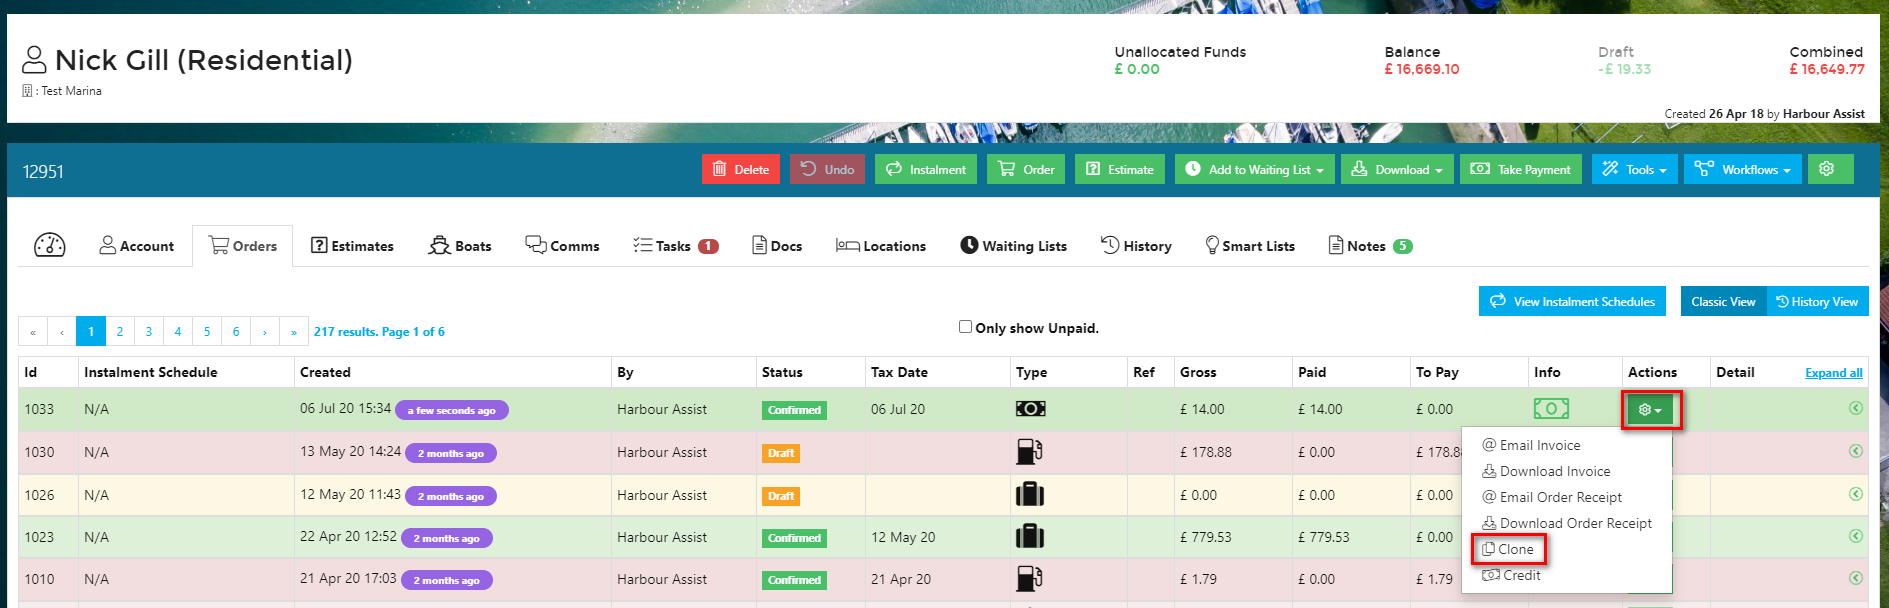 Nick Gill (Residential)
: Test Marina
Unallocated Funds
£ 0.00
Balance
£ 16,669.10
Draft
-£ 19.33
Combined
£ 16,649.77
Created 26 Apr 18 by Harbour Assist
12951
Delete
Undo
Instalment
Order
Estimate
Add to Waiting List
Download
Take Payment
Tools
Workflows
Account
Orders
Estimates
Boats
Comms
Tasks 1
Docs
Locations
Waiting Lists
History
Smart Lists
Notes 5
View Instalment Schedules
Classic View
History View
« ‹ 1 2 3 4 5 6 › » 217 results. Page 1 of 6
Only show Unpaid.
Id Instalment Schedule Created By Status Tax Date Type Ref Gross Paid To Pay Info Actions Detail Expand all
1033 N/A 06 Jul 20 15:34 a few seconds ago Harbour Assist Confirmed 06 Jul 20 £ 14.00 £ 14.00 £ 0.00
1030 N/A 13 May 20 14:24 2 months ago Harbour Assist Draft £ 178.88 £ 0.00 £ 178.8
1026 N/A 12 May 20 11:43 2 months ago Harbour Assist Draft £ 0.00 £ 0.00 £ 0.00
1023 N/A 22 Apr 20 12:52 2 months ago Harbour Assist Confirmed 12 May 20 £ 779.53 £ 779.53 £ 0.00
1010 N/A 21 Apr 20 17:03 2 months ago Harbour Assist Confirmed 21 Apr 20 £ 1.79 £ 0.00 £ 1.79
Email Invoice
Download Invoice
Email Order Receipt
Download Order Receipt
Clone
Credit